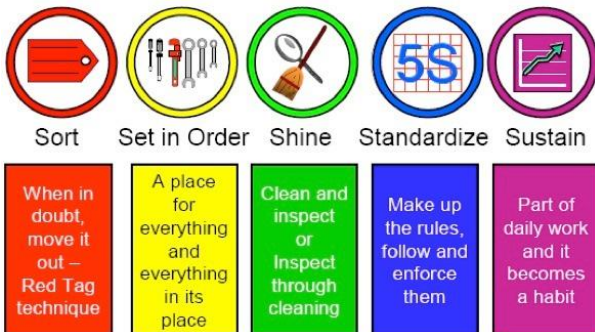 5S
Sort
Set in Order
Shine
Standardize
Sustain
When in
doubt,
move it
out –
Red Tag
technique
A place
for
everything
and
everything
in its
place
Clean and
inspect
or
Inspect
through
cleaning
Make up
the rules,
follow and
enforce
them
Part of
daily work
and it
becomes
a habit